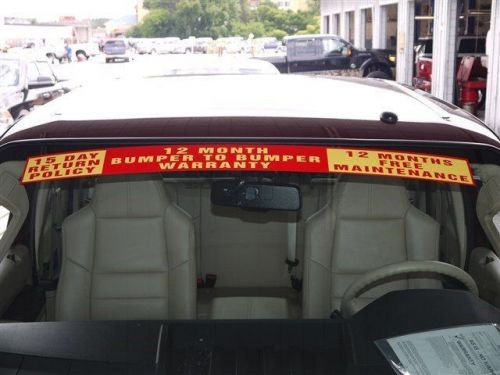 15 DAY
RETURN
POLICY
12 MONTH
BUMPER TO BUMPER
WARRANTY
12 MONTHS
FREE
MAINTENANCE